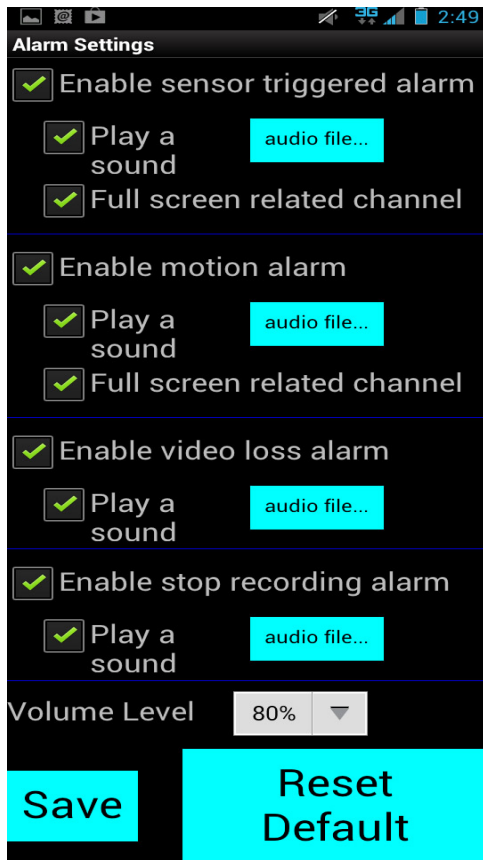 3G 2:49
Alarm Settings
Enable sensor triggered alarm
Play a audio file...
sound
Full screen related channel
Enable motion alarm
Play a audio file...
sound
Full screen related channel
Enable video loss alarm
Play a audio file...
sound
Enable stop recording alarm
Play a audio file...
sound
Volume Level 80%
Save Reset
Default